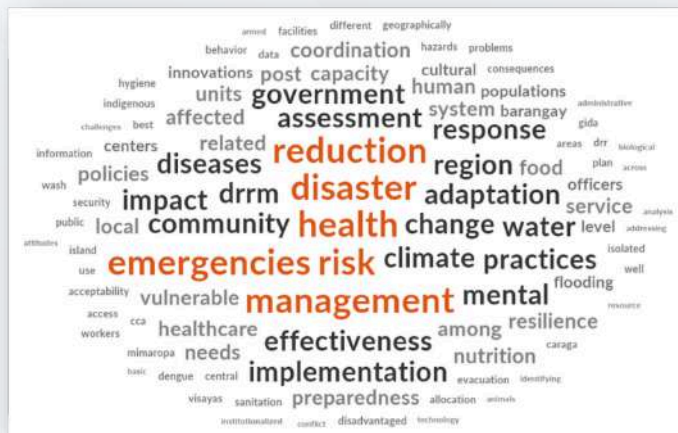 armed facilities different geographically
behavior data coordination hazards problems
innovations post capacity cultural consequences
hygiene units government human populations
indigenous affected assessment system barangay administrative
challenges best related reduction response areas drr gida biological
information centers diseases region food plan across
policies disaster officers
wash impact drrm adaptation service analysis
security
public local community health change water level addressing
attitudes island emergencies risk climate practices isolated
use well
acceptability vulnerable management mental flooding resource
access cca healthcare among resilience
workers effectiveness caraga
mimaropa needs nutrition
basic dengue central implementation evacuation identifying
visayas sanitation preparedness allocation animals
institutionalized conflict disadvantaged technology